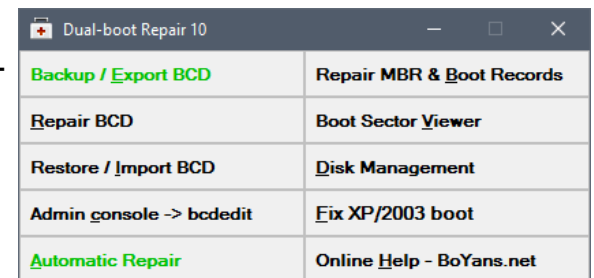 Dual-boot Repair 10
Backup / Export BCD
Repair MBR & Boot Records
Repair BCD
Boot Sector Viewer
Restore / Import BCD
Disk Management
Admin console -> bcdedit
Fix XP/2003 boot
Automatic Repair
Online Help - BoYans.net